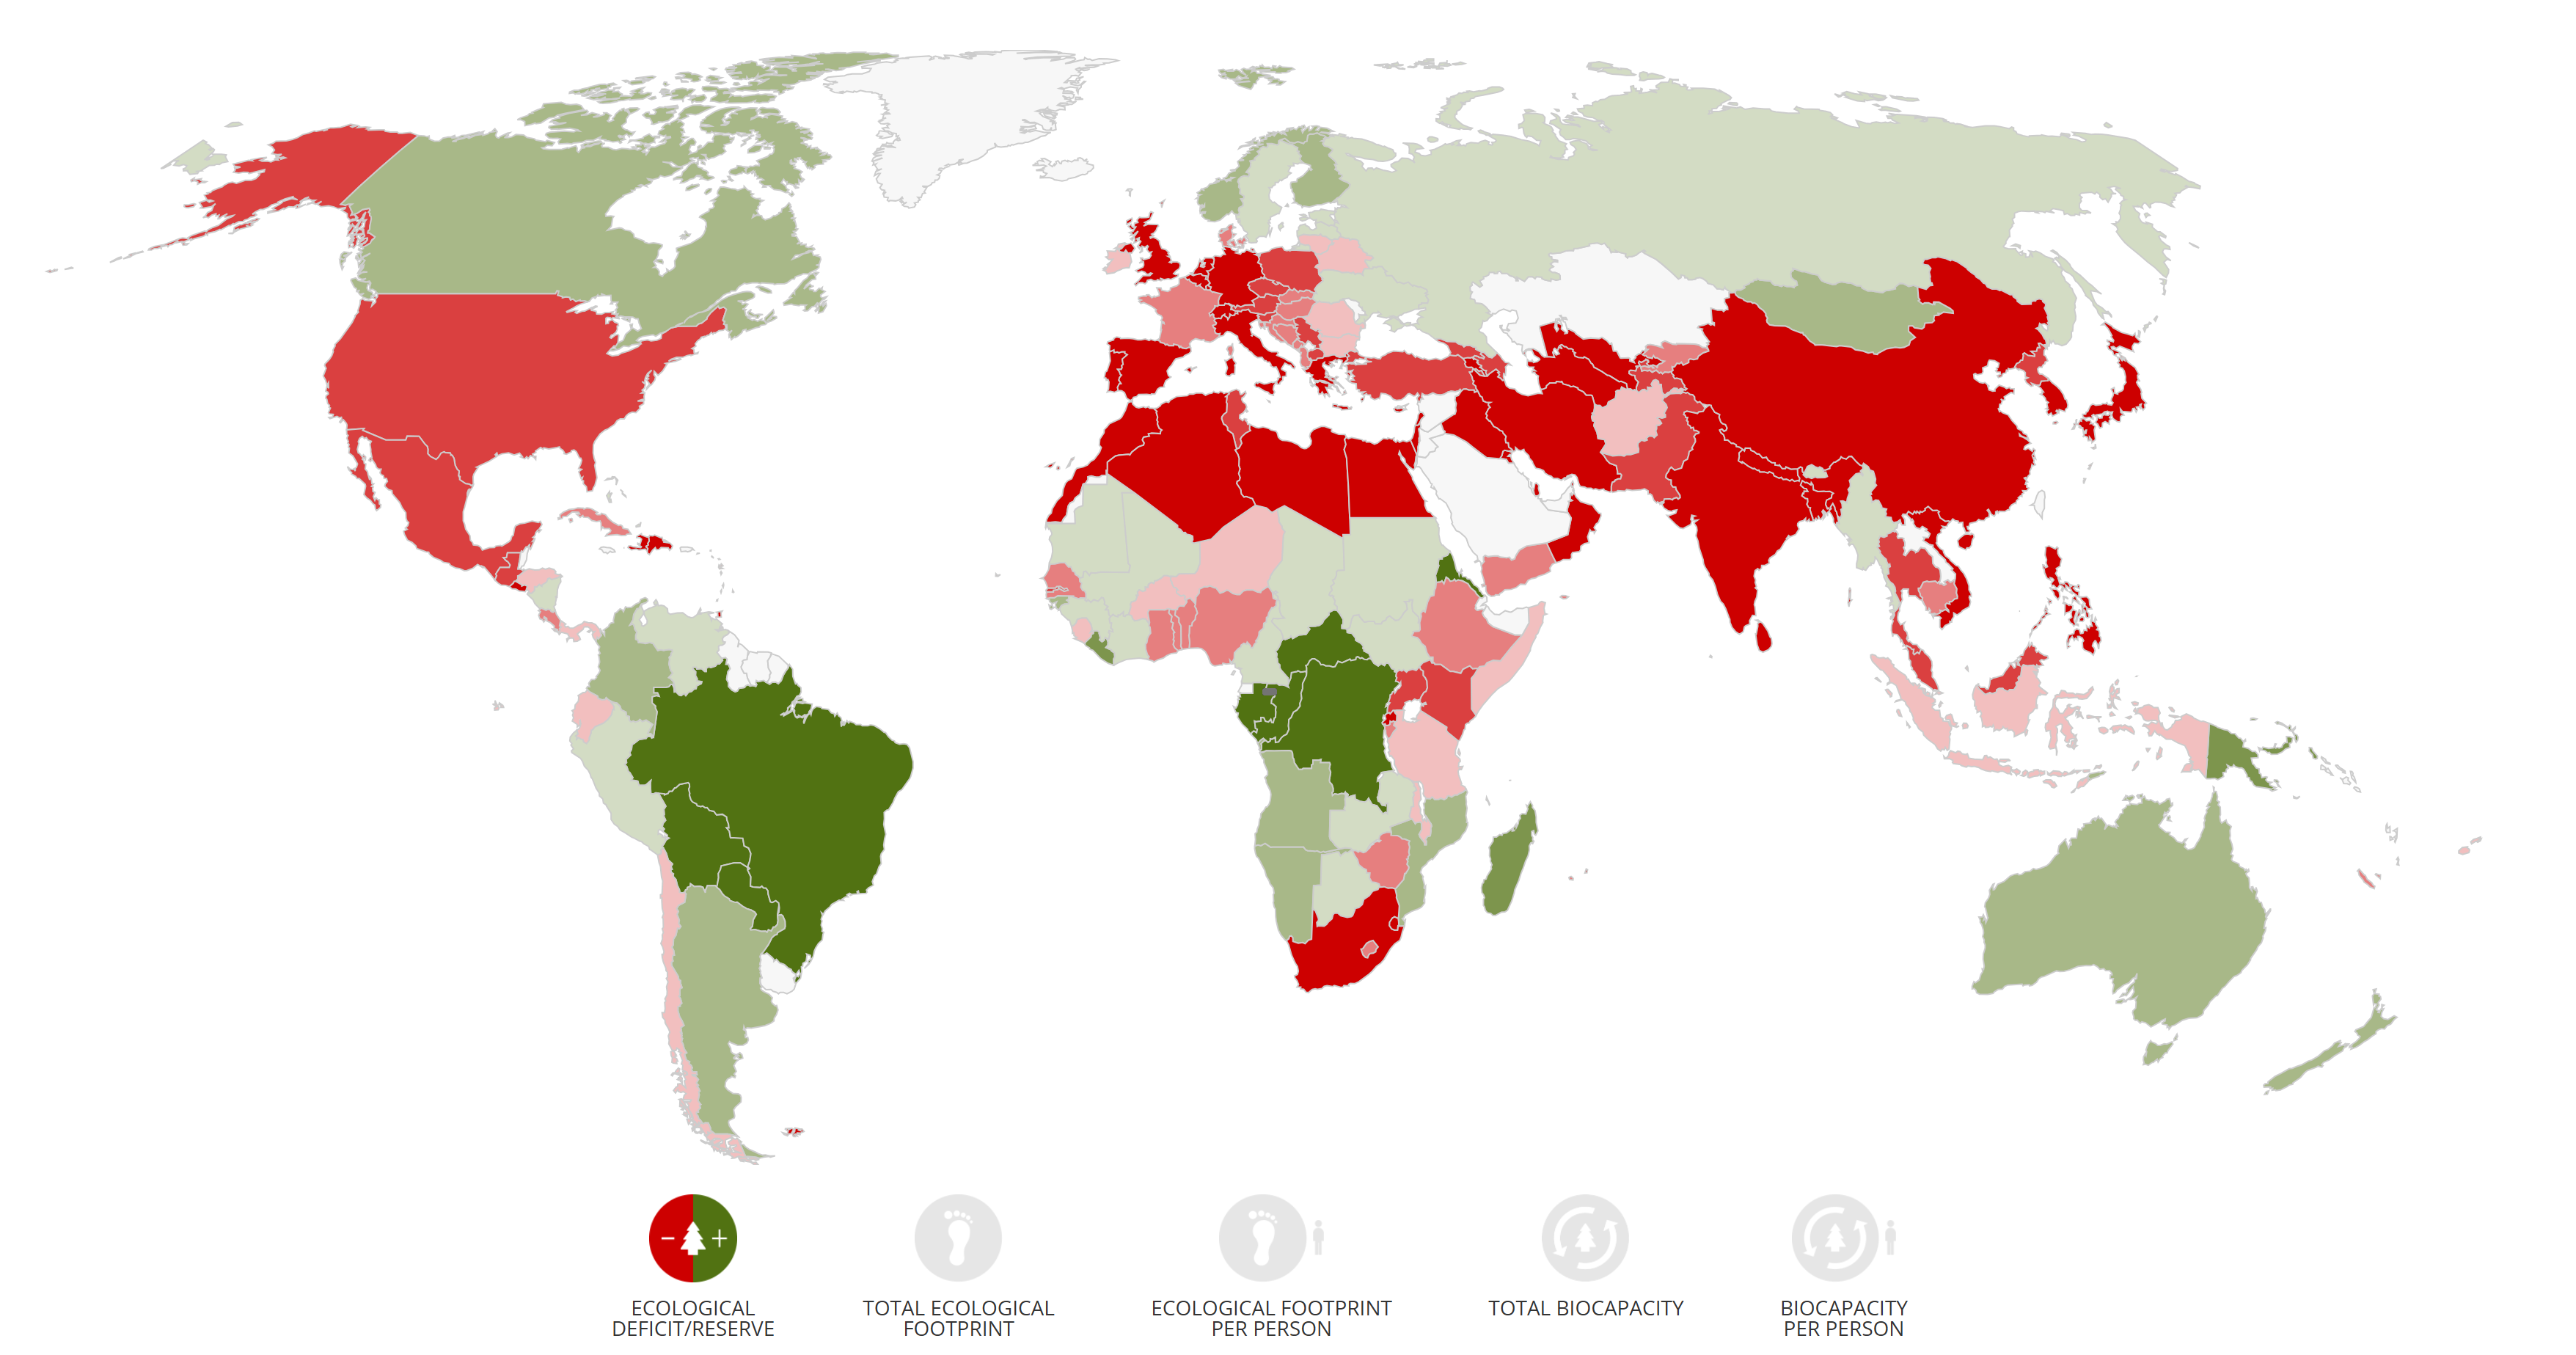 ECOLOGICAL
DEFICIT/RESERVE
TOTAL ECOLOGICAL
FOOTPRINT
ECOLOGICAL FOOTPRINT
PER PERSON
TOTAL BIOCAPACITY
BIOCAPACITY
PER PERSON